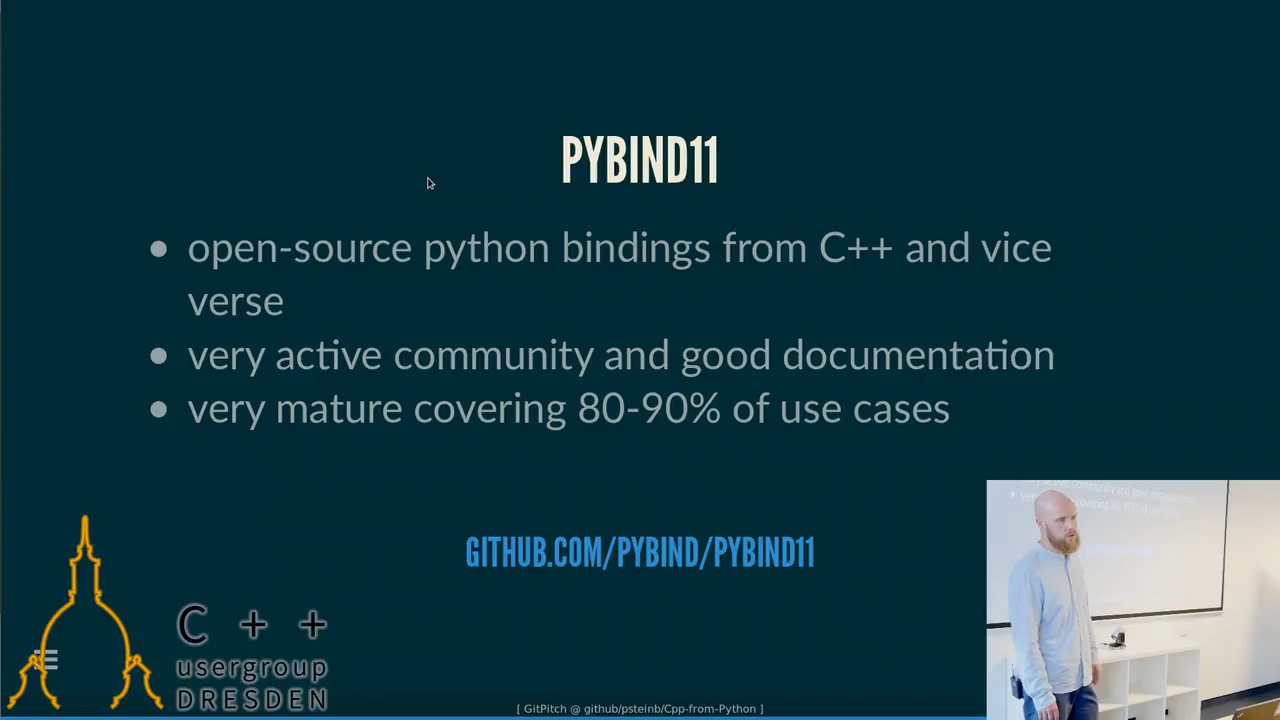 PYBIND11
open-source python bindings from C++ and vice
verse
very active community and good documentation
very mature covering 80-90% of use cases
GITHUB.COM/PYBIND/PYBIND11
C + +
usergroup
DRESDEN
[ GitPitch @ github/psteinb/Cpp-from-Python ]